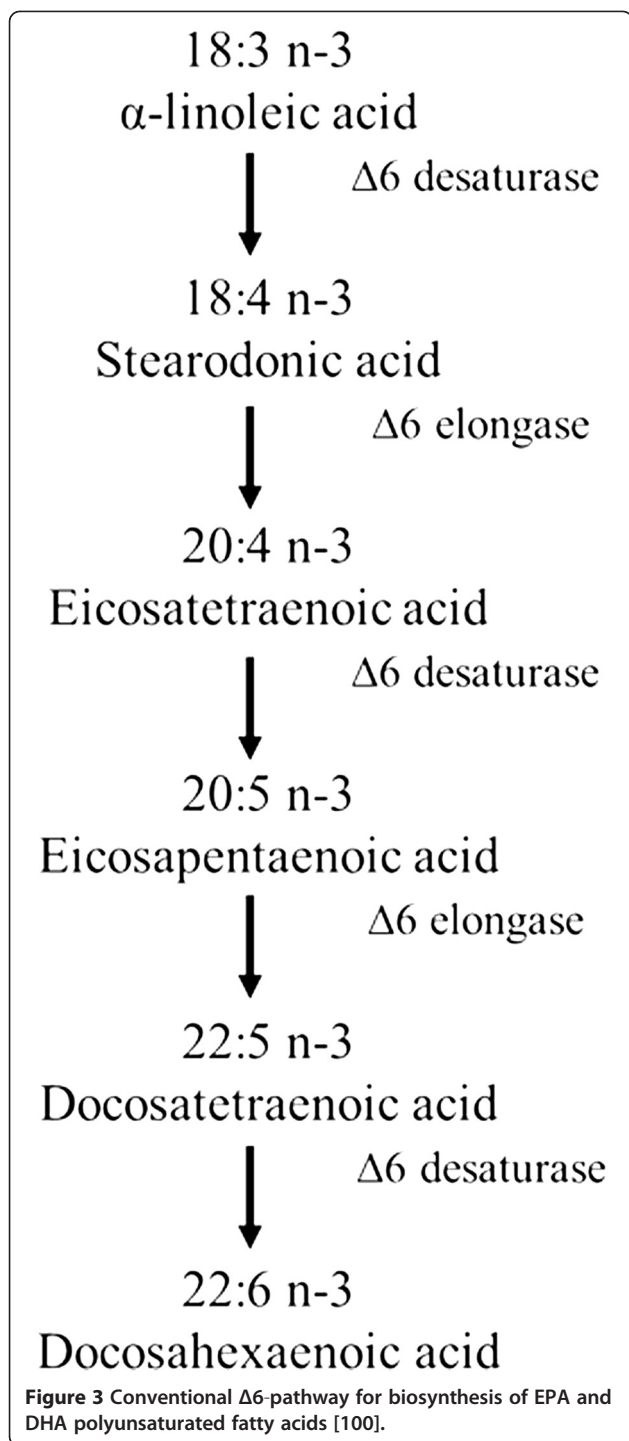 18:3 n-3
α-linoleic acid
Δ6 desaturase
18:4 n-3
Stearodonic acid
Δ6 elongase
20:4 n-3
Eicosatetraenoic acid
Δ6 desaturase
20:5 n-3
Eicosapentaenoic acid
Δ6 elongase
22:5 n-3
Docosatetraenoic acid
Δ6 desaturase
22:6 n-3
Docosahexaenoic acid
Figure 3 Conventional Δ6-pathway for biosynthesis of EPA and
DHA polyunsaturated fatty acids [100].